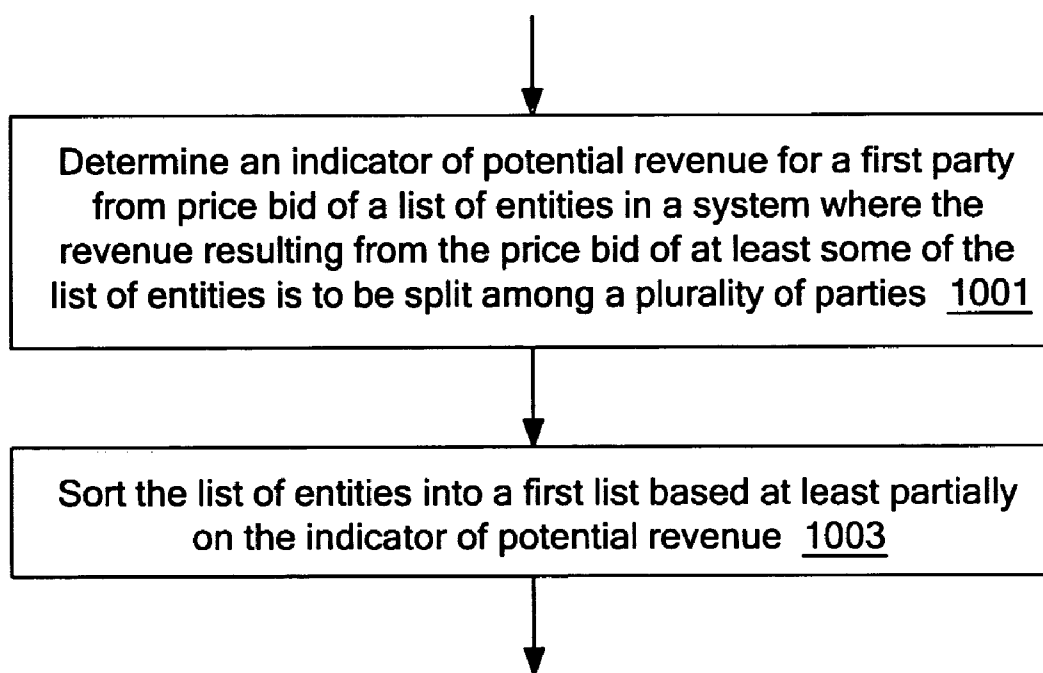 Determine an indicator of potential revenue for a first party
from price bid of a list of entities in a system where the
revenue resulting from the price bid of at least some of the
list of entities is to be split among a plurality of parties 1001
Sort the list of entities into a first list based at least partially
on the indicator of potential revenue 1003